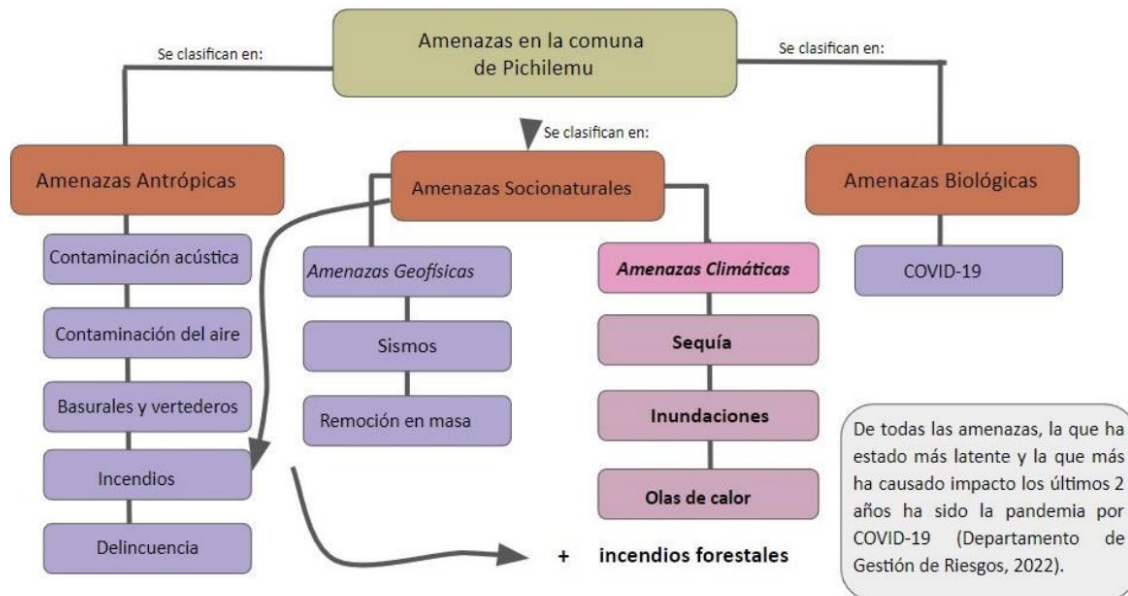 Amenazas en la comuna
de Pichilemu
Se clasifican en:
Se clasifican en:
Se clasifican en:
Amenazas Antrópicas
Amenazas Socionaturales
Amenazas Biológicas
Contaminación acústica
Contaminación del aire
Basurales y vertederos
Incendios
Delincuencia
Amenazas Geofísicas
Sismos
Remoción en masa
Amenazas Climáticas
Sequía
Inundaciones
Olas de calor
+ incendios forestales
COVID-19
De todas las amenazas, la que ha
estado más latente y la que más
ha causado impacto los últimos 2
años ha sido la pandemia por
COVID-19 (Departamento de
Gestión de Riesgos, 2022).